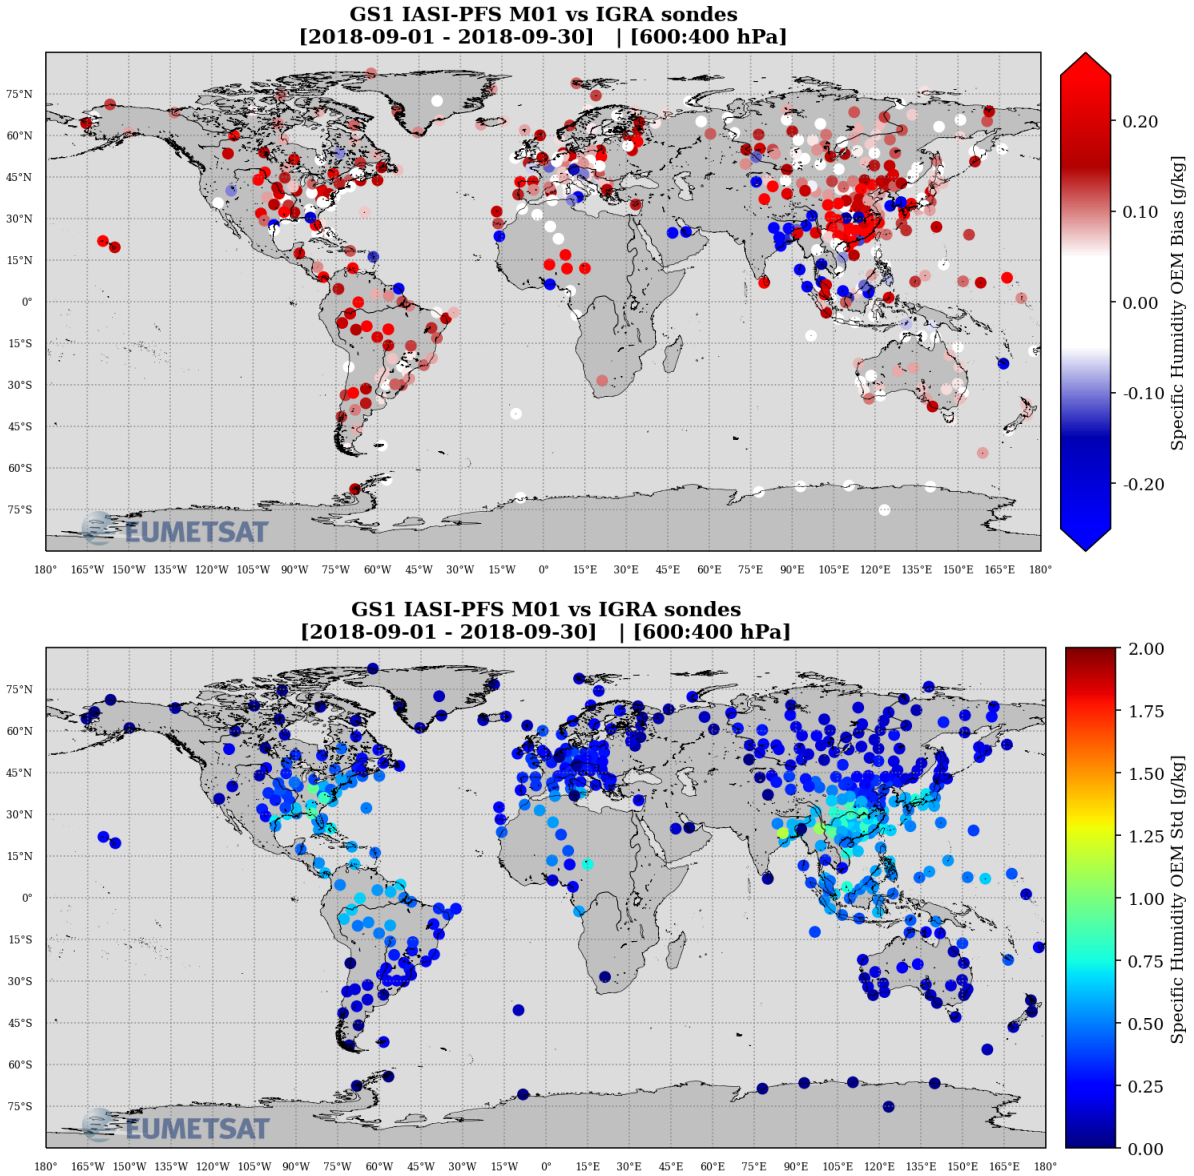 GS1 IASI-PFS M01 vs IGRA sondes
[2018-09-01 - 2018-09-30] | [600:400 hPa]
75°N
60°N
45°N
30°N
15°N
0°
15°S
30°S
45°S
60°S
75°S
EUMETSAT
180° 165°W 150°W 135°W 120°W 105°W 90°W 75°W 60°W 45°W 30°W 15°W 0° 15°E 30°E 45°E 60°E 75°E 90°E 105°E 120°E 135°E 150°E 165°E 180°
0.20
0.10
0.00
-0.10
-0.20
Specific Humidity OEM Bias [g/kg]
GS1 IASI-PFS M01 vs IGRA sondes
[2018-09-01 - 2018-09-30] | [600:400 hPa]
75°N
60°N
45°N
30°N
15°N
0°
15°S
30°S
45°S
60°S
75°S
EUMETSAT
180° 165°W 150°W 135°W 120°W 105°W 90°W 75°W 60°W 45°W 30°W 15°W 0° 15°E 30°E 45°E 60°E 75°E 90°E 105°E 120°E 135°E 150°E 165°E 180°
2.00
1.75
1.50
1.25
1.00
0.75
0.50
0.25
0.00
Specific Humidity OEM Std [g/kg]